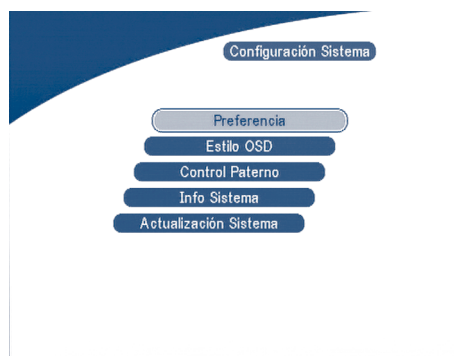 Configuración Sistema
Preferencia
Estilo OSD
Control Paterno
Info Sistema
Actualización Sistema